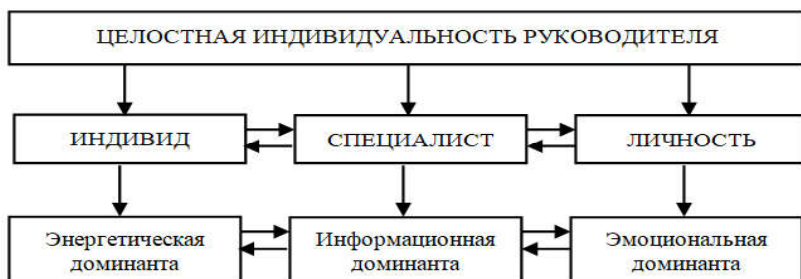 ЦЕЛОСТНАЯ ИНДИВИДУАЛЬНОСТЬ РУКОВОДИТЕЛЯ
ИНДИВИД
СПЕЦИАЛИСТ
ЛИЧНОСТЬ
Энергетическая
доминанта
Информационная
доминанта
Эмоциональная
доминанта